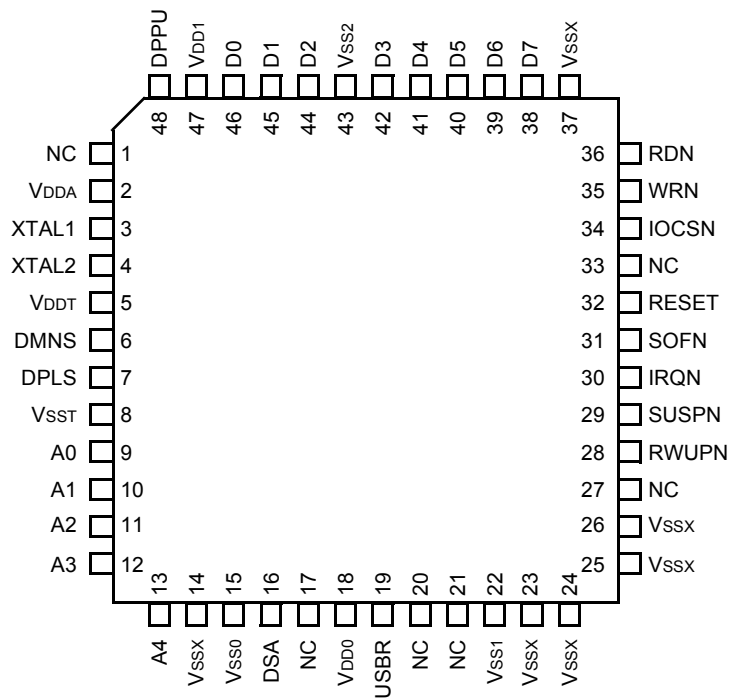 DPPU VDD1 D0 D1 D2 VSS2 D3 D4 D5 D6 D7 VSSX
48 47 46 45 44 43 42 41 40 39 38 37
NC 1 36 RDN
VDDA 2 35 WRN
XTAL1 3 34 IOCSN
XTAL2 4 33 NC
VDDT 5 32 RESET
DMNS 6 31 SOFN
DPLS 7 30 IRQN
VSST 8 29 SUSPN
A0 9 28 RWUPN
A1 10 27 NC
A2 11 26 VSSX
A3 12 25 VSSX
13 14 15 16 17 18 19 20 21 22 23 24
A4 VSSX VSS0 DSA NC VDD0 USBR NC NC VSS1 VSSX VSSX